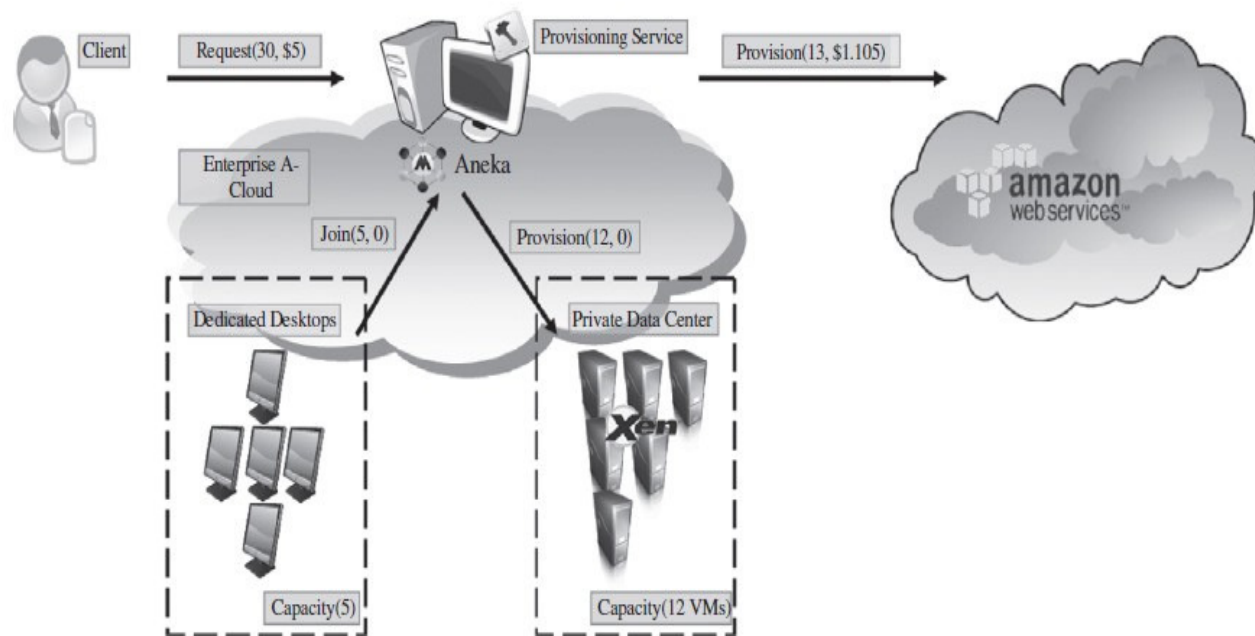 Client
Request(30, $5)
Provisioning Service
Provision(13, $1.105)
Enterprise A-
Cloud
Aneka
amazon
webservices™
Join(5, 0)
Provision(12, 0)
Dedicated Desktops
Private Data Center
Xen
Capacity(5)
Capacity(12 VMs)